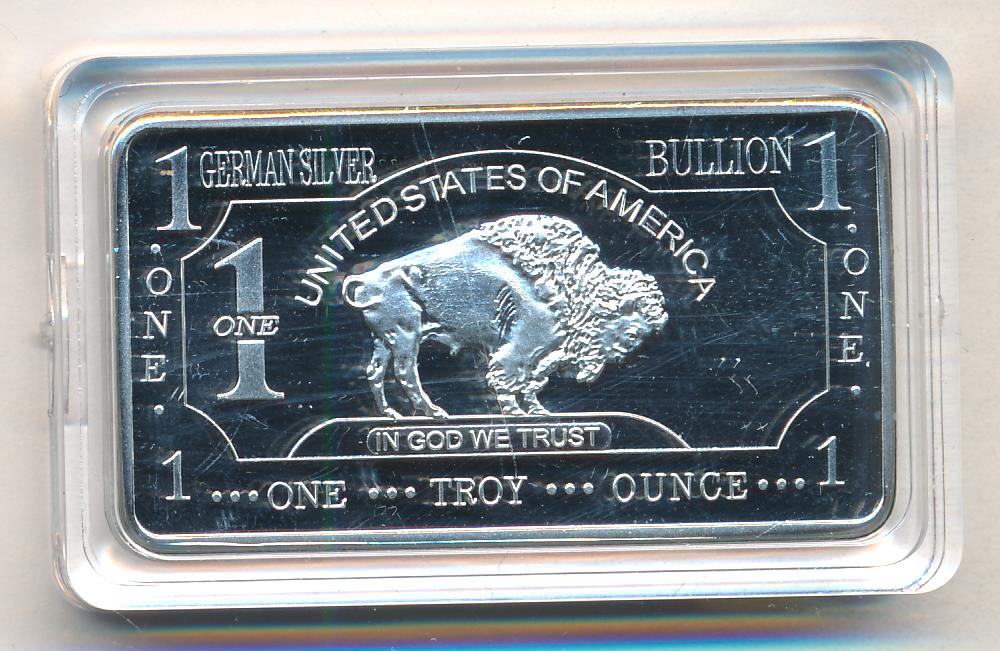 1 GERMAN SILVER BULLION 1
UNITED STATES OF AMERICA
1
ONE
ONE
ONE
IN GOD WE TRUST
1 ••• ONE ••• TROY ••• OUNCE ••• 1